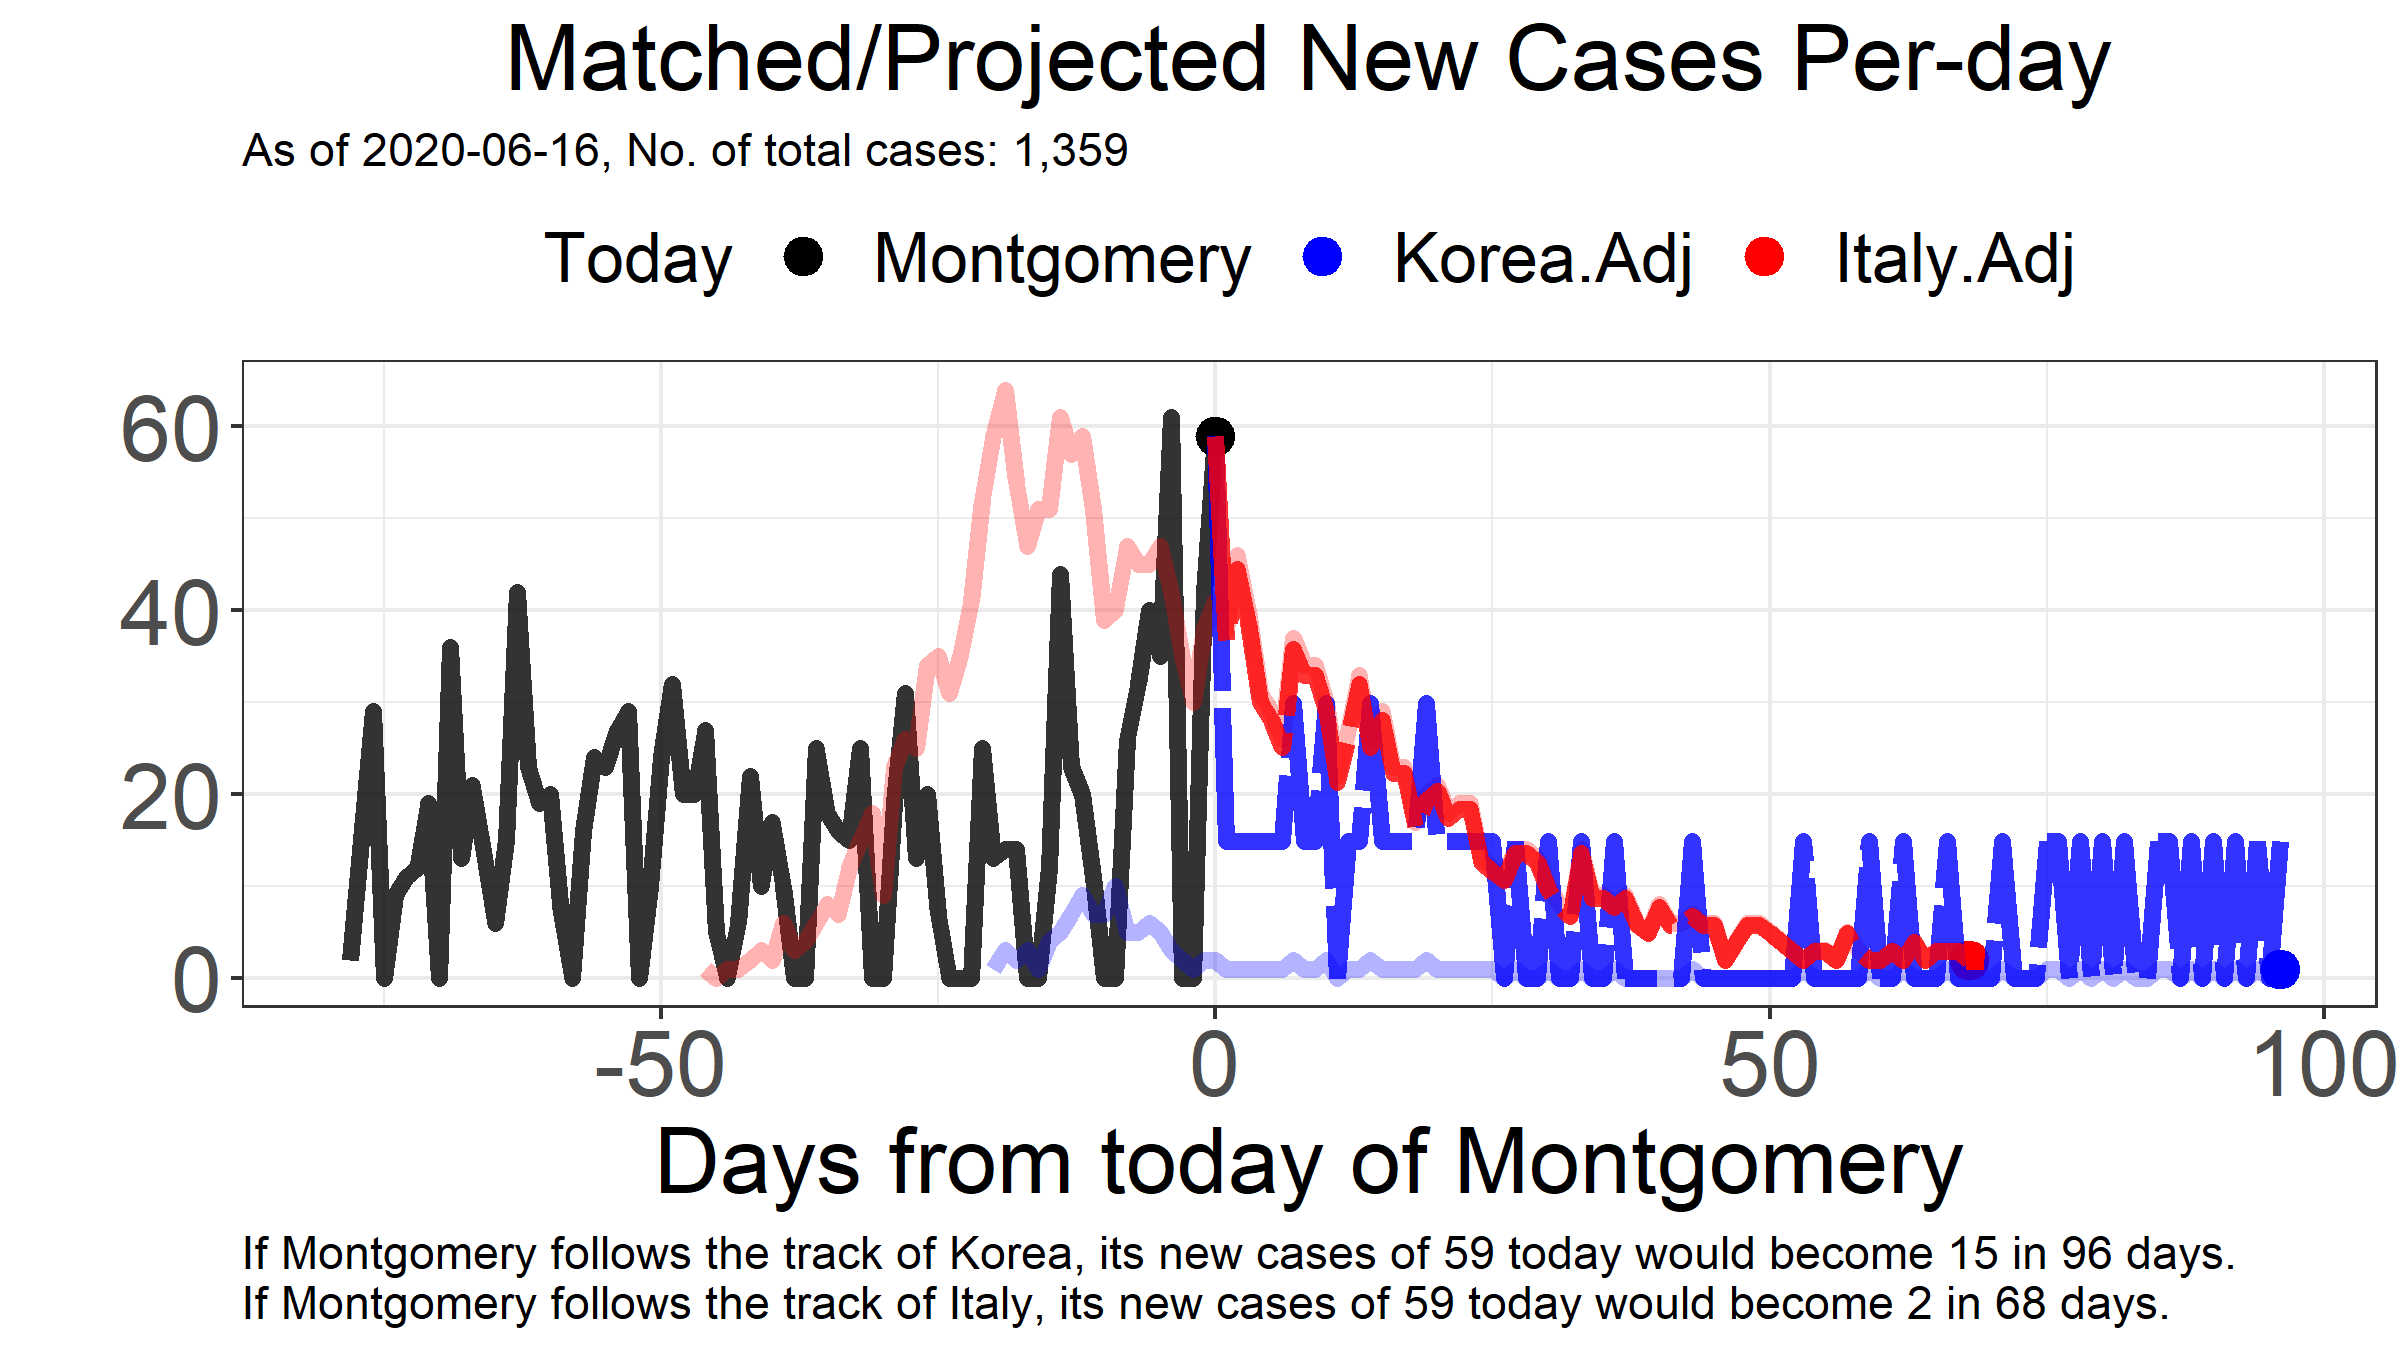 Matched/Projected New Cases Per-day
As of 2020-06-16, No. of total cases: 1,359
Today Montgomery Korea.Adj Italy.Adj
60
40
20
0
-50 0 50 100
Days from today of Montgomery
If Montgomery follows the track of Korea, its new cases of 59 today would become 15 in 96 days.
If Montgomery follows the track of Italy, its new cases of 59 today would become 2 in 68 days.